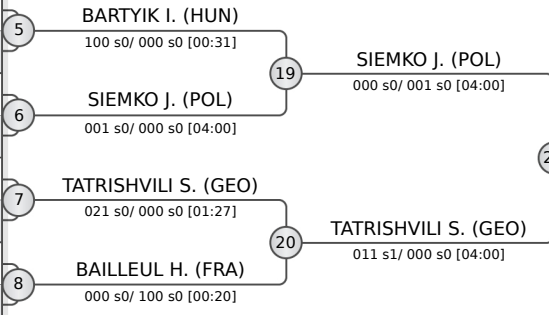 BARTYIK I. (HUN)
5
100 s0/ 000 s0 [00:31]
19
SIEMKO J. (POL)
000 s0/ 001 s0 [04:00]
SIEMKO J. (POL)
6
001 s0/ 000 s0 [04:00]
TATRISHVILI S. (GEO)
7
021 s0/ 000 s0 [01:27]
20
TATRISHVILI S. (GEO)
011 s1/ 000 s0 [04:00]
BAILLEUL H. (FRA)
8
000 s0/ 100 s0 [00:20]